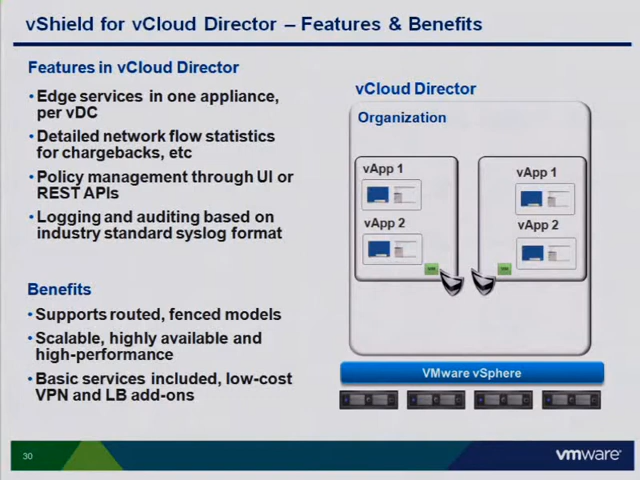 vShield for vCloud Director – Features & Benefits
Features in vCloud Director
• Edge services in one appliance,
per vDC
• Detailed network flow statistics
for chargebacks, etc
• Policy management through UI or
REST APIs
• Logging and auditing based on
industry standard syslog format
Benefits
• Supports routed, fenced models
• Scalable, highly available and
high-performance
• Basic services included, low-cost
VPN and LB add-ons
vCloud Director
Organization
vApp 1
vApp 2
vApp 1
vApp 2
VMware vSphere
30
vmware